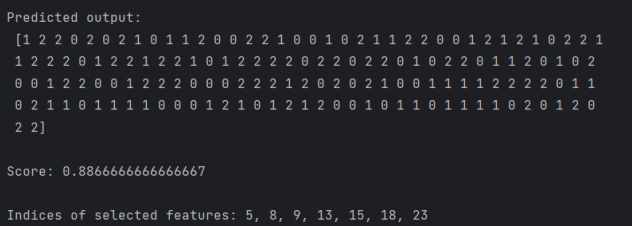 Predicted output:
[1 2 2 0 2 0 2 1 0 1 1 2 0 0 2 2 1 0 0 1 0 2 1 1 2 2 0 0 1 2 1 2 1 0 2 2 1
1 2 2 2 0 1 2 2 1 2 2 1 0 1 2 2 2 2 0 2 2 0 2 2 0 1 0 2 2 0 1 1 2 0 1 0 2
0 0 1 2 2 0 0 1 2 2 2 0 0 0 2 2 2 1 2 0 2 0 2 1 0 0 1 1 1 1 2 2 2 2 0 1 1
0 2 1 1 0 1 1 1 1 0 0 0 1 2 1 0 1 2 1 2 0 0 1 0 1 1 0 1 1 1 1 0 2 0 1 2 0
2 2]
Score: 0.8866666666666667
Indices of selected features: 5, 8, 9, 13, 15, 18, 23